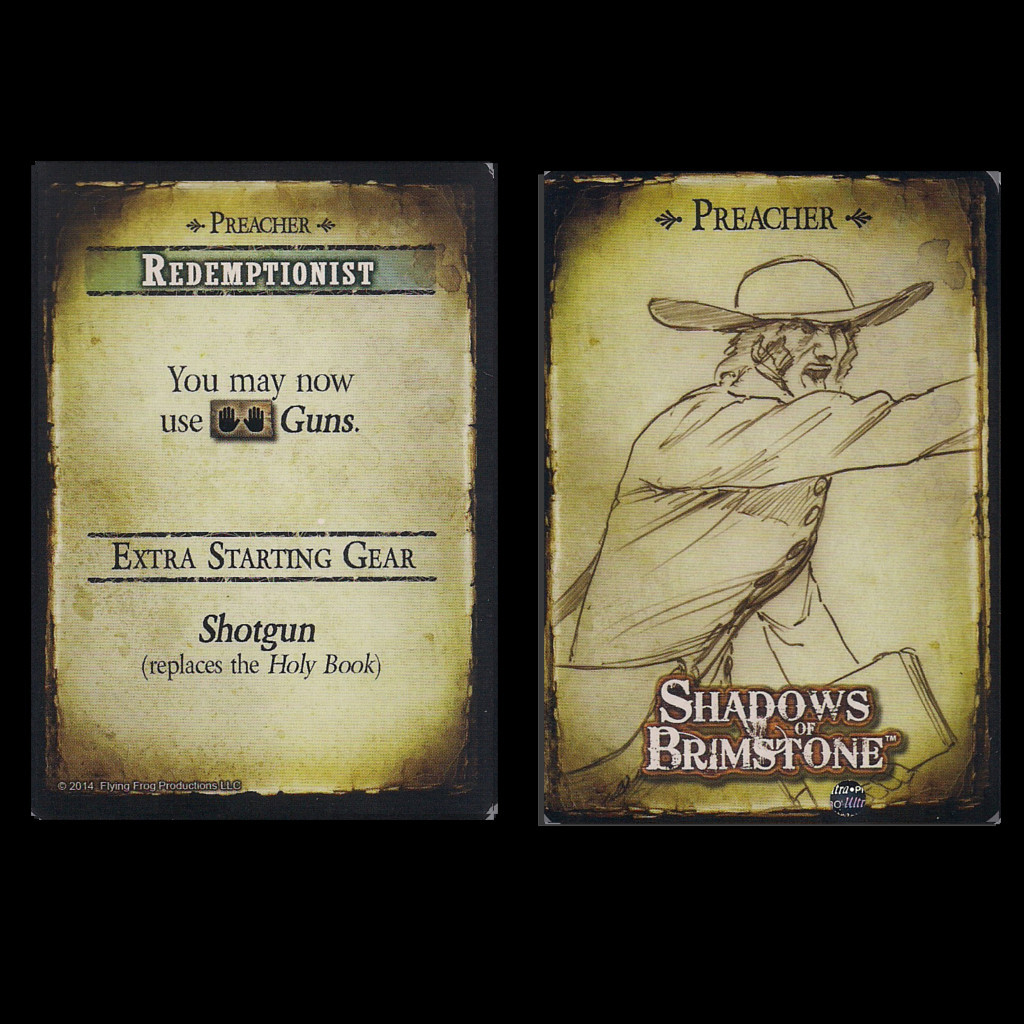 PREACHER
REDEMPTIONIST
You may now
use Guns.
EXTRA STARTING GEAR
Shotgun
(replaces the Holy Book)
© 2014 Flying Frog Productions LLC
PREACHER
SHADOWS
OF
BRIMSTONE™